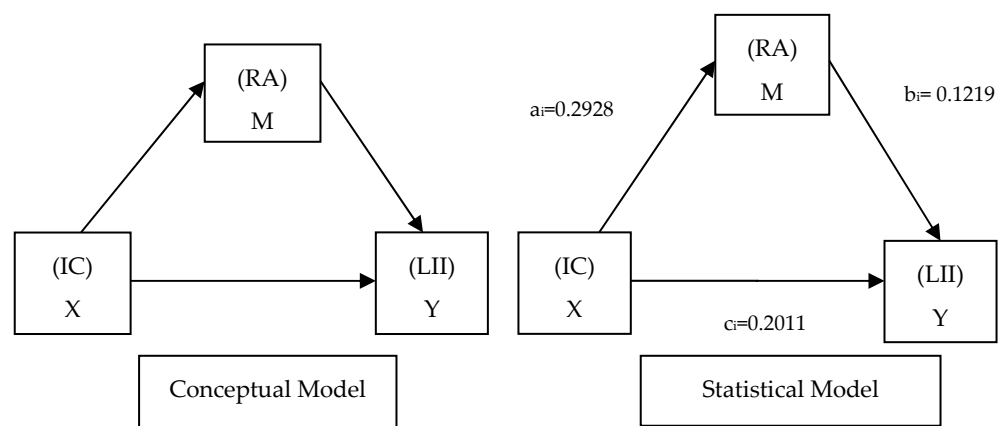 (RA)
M
(IC)
X
(LII)
Y
Conceptual Model
(RA)
M
aᵢ=0.2928
bᵢ= 0.1219
(IC)
X
(LII)
Y
cᵢ=0.2011
Statistical Model